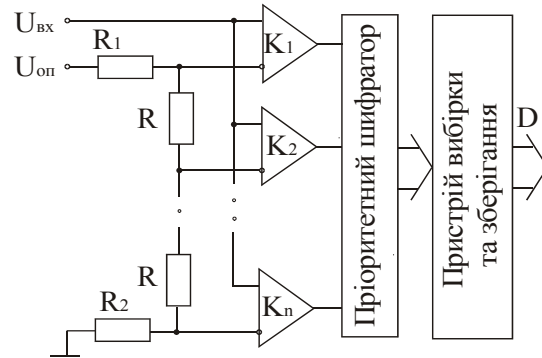 Uвх
R1
K1
Uоп
R
K2
R
R2
Kn
Пріоритетний шифратор
Пристрій вибірки
та зберігання
D